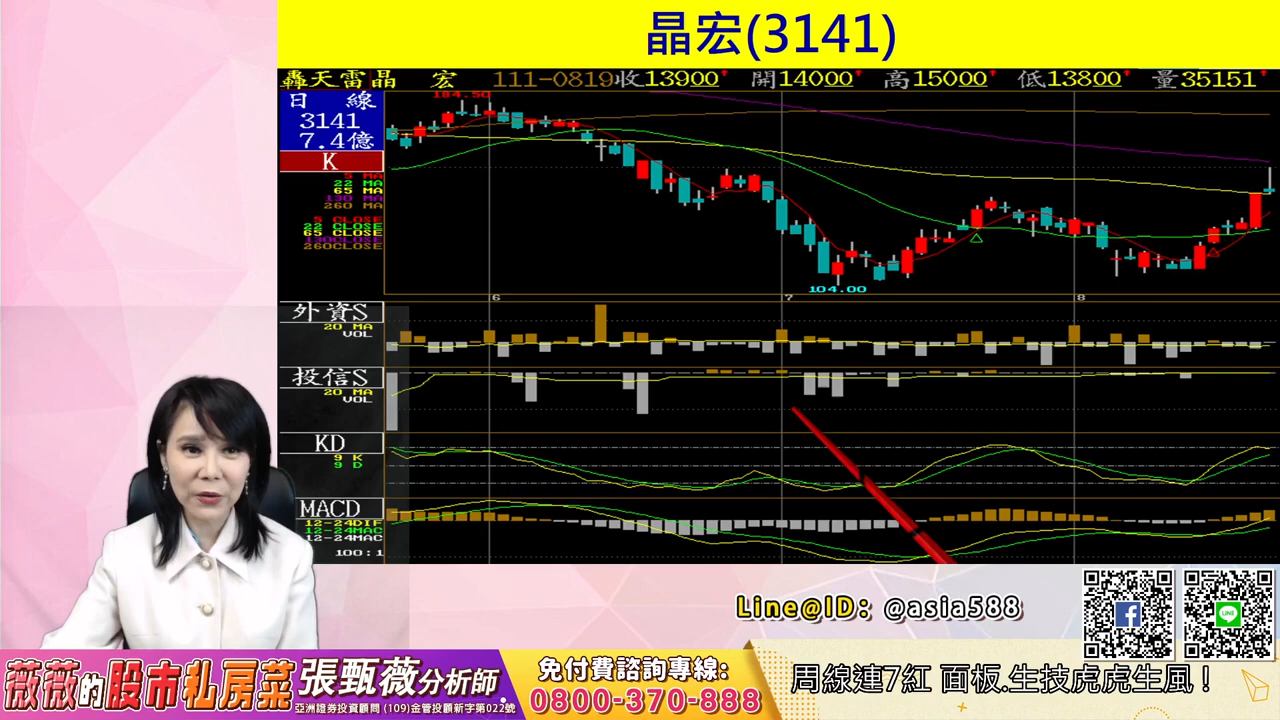 晶宏(3141)
轟天雷晶 宏 111-0819收13900 開14000 高15000 低13800 量35151
日 線
3141
7.4億
K
5 MA
22 MA
65 MA
130 MA
260 MA
5 CLOSE
22 CLOSE
65 CLOSE
130CLOSE
260CLOSE
184.50
104.00
6 7 8
外資S
20 MA
VOL
投信S
20 MA
VOL
KD
9 K
9 D
MACD
12-24DIF
12-24MAC
12-24MAC
100:1
Line@ID：@asia588
LINE
薇薇的股市私房菜
張甄薇分析師
亞洲證券投資顧問 (109)金管投顧新字第022號
免付費諮詢專線:
0800-370-888
周線連7紅 面板.生技虎虎生風！